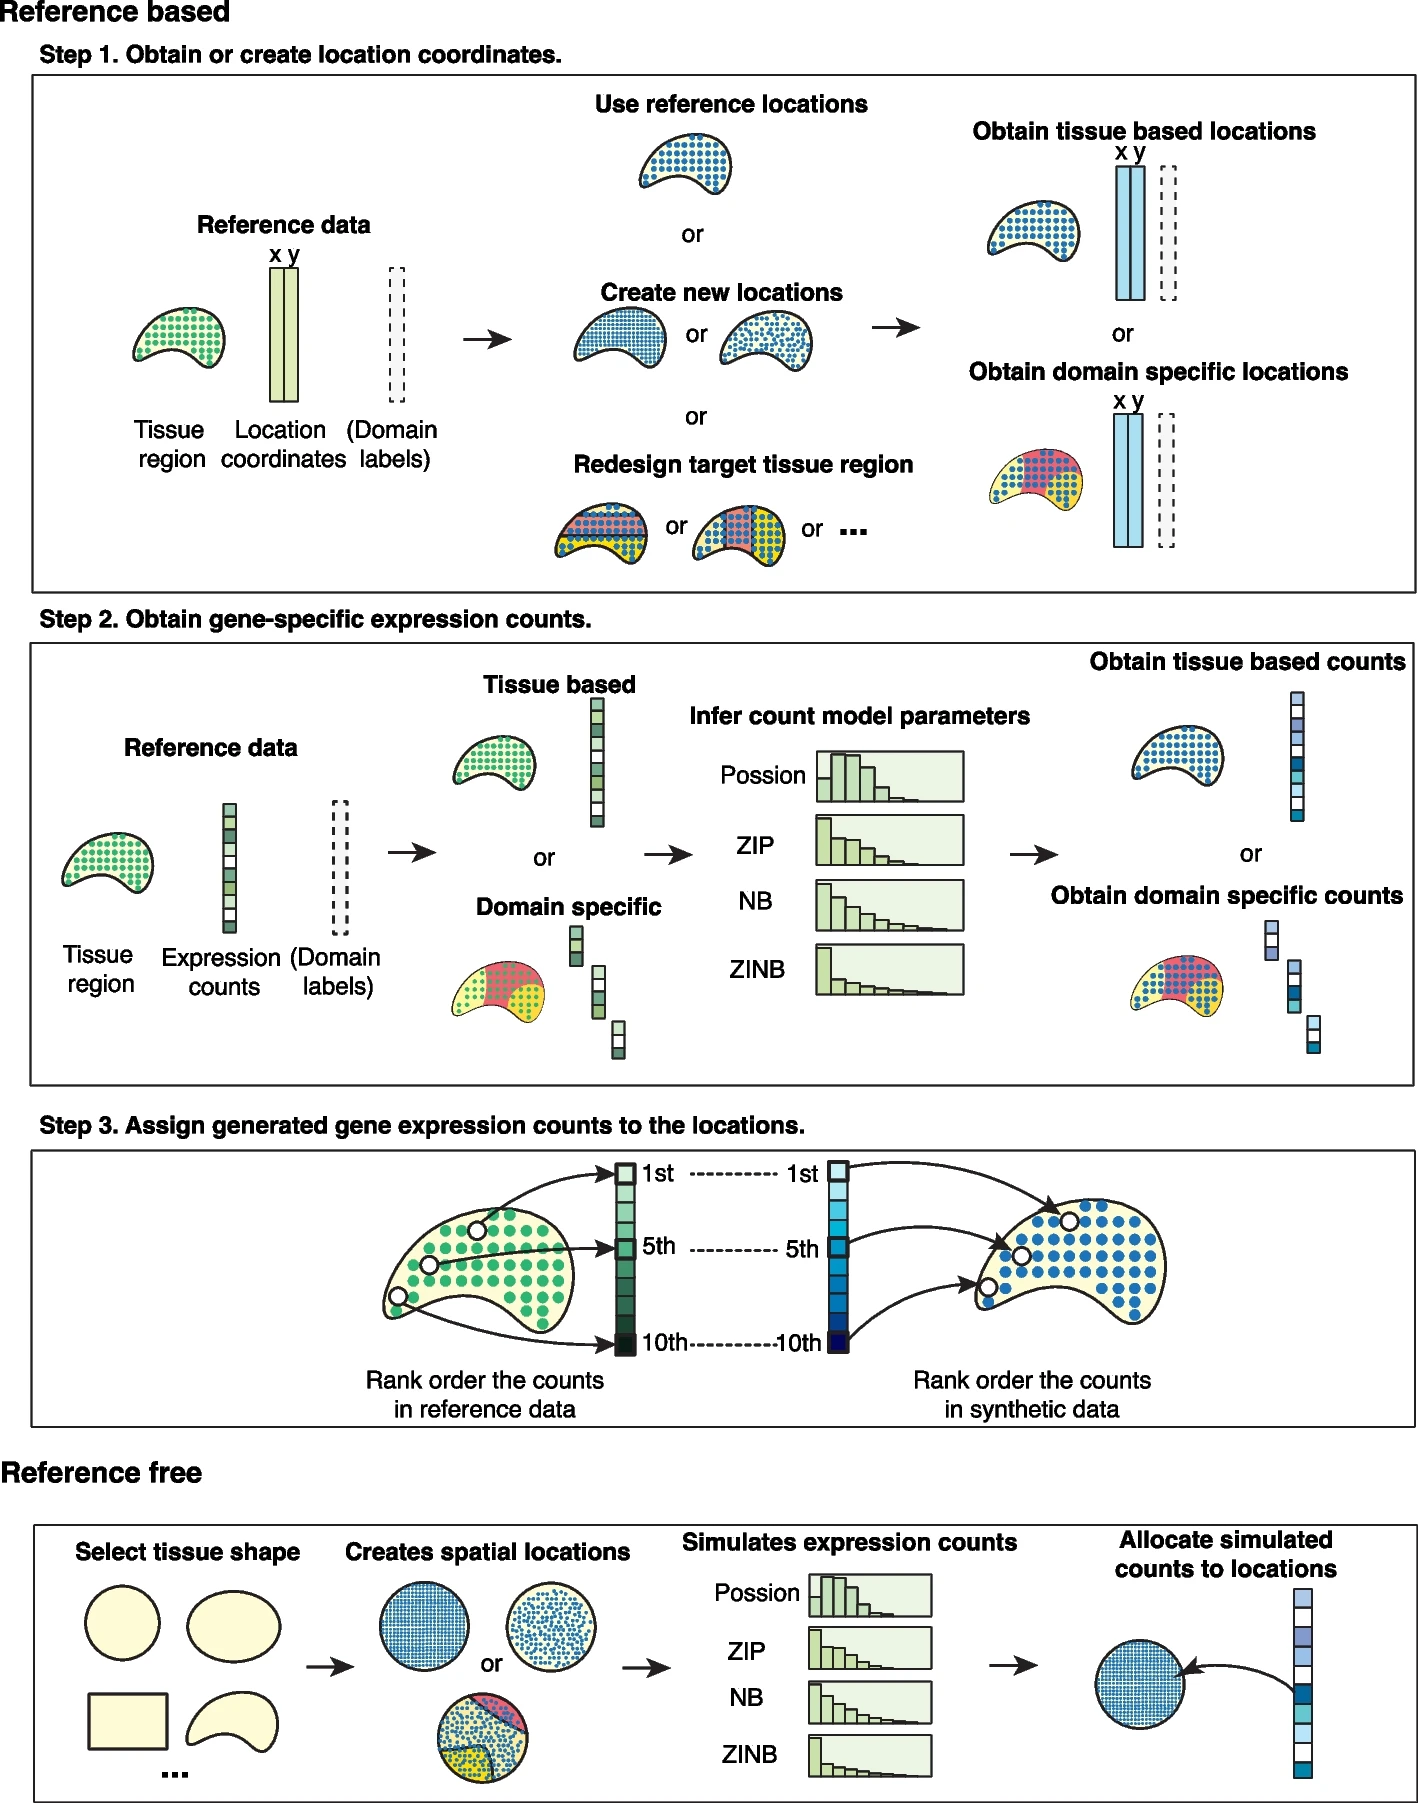 Reference based
Step 1. Obtain or create location coordinates.
Reference data
x y
Tissue region
Location coordinates
(Domain labels)
Use reference locations
or
Create new locations
or
or
Redesign target tissue region
or
or ...
Obtain tissue based locations
x y
or
Obtain domain specific locations
x y
Step 2. Obtain gene-specific expression counts.
Reference data
Tissue region
Expression counts
(Domain labels)
Tissue based
or
Domain specific
Infer count model parameters
Possion
ZIP
NB
ZINB
Obtain tissue based counts
or
Obtain domain specific counts
Step 3. Assign generated gene expression counts to the locations.
1st
1st
5th
5th
10th
10th
Rank order the counts
in reference data
Rank order the counts
in synthetic data
Reference free
Select tissue shape
...
Creates spatial locations
or
Simulates expression counts
Possion
ZIP
NB
ZINB
Allocate simulated
counts to locations